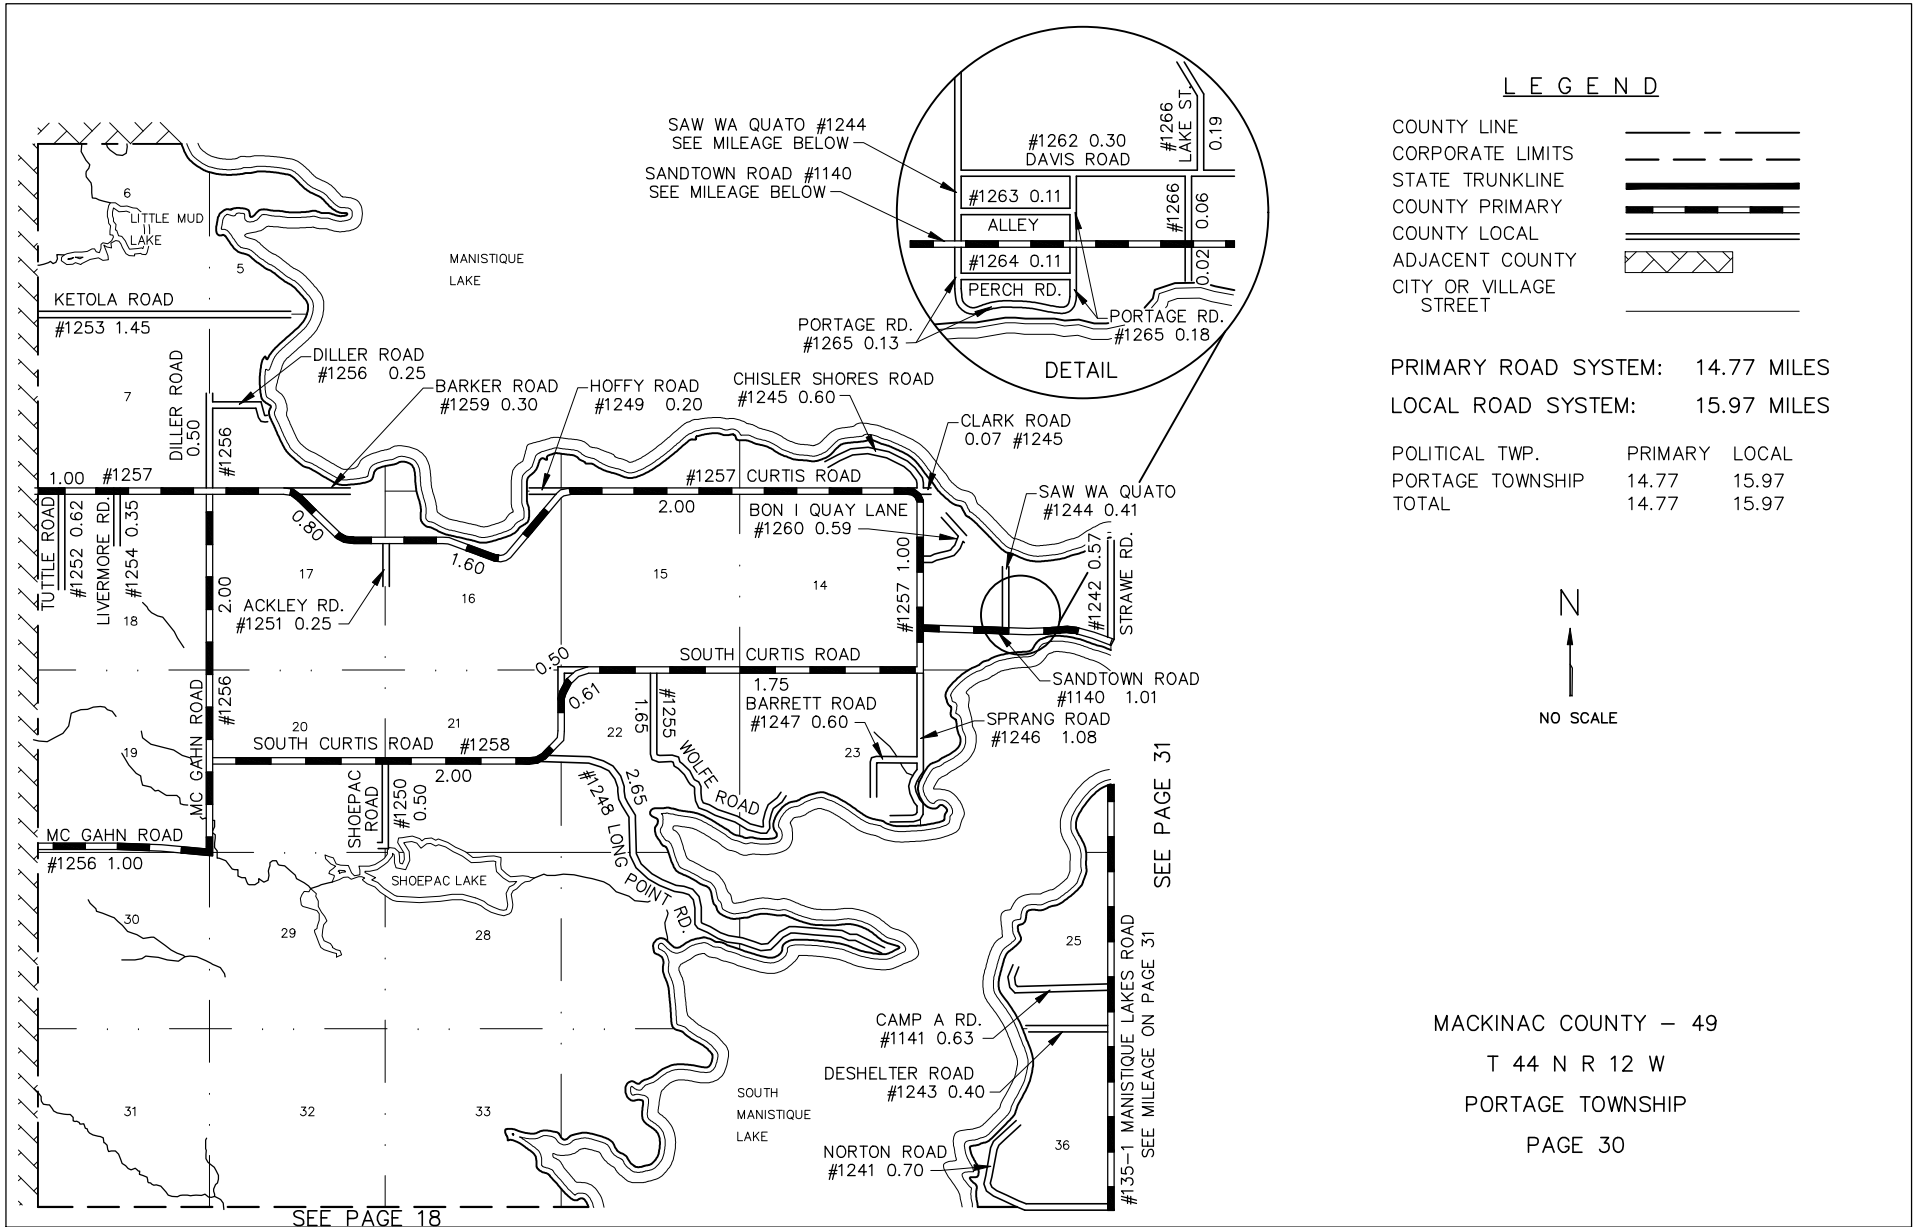 SAW WA QUATO #1244
SEE MILEAGE BELOW
SANDTOWN ROAD #1140
SEE MILEAGE BELOW
#1262 0.30
DAVIS ROAD
#1266
LAKE ST.
0.19
#1263 0.11
ALLEY
#1264 0.11
PERCH RD.
#1266
0.06
0.02
PORTAGE RD.
#1265 0.13
PORTAGE RD.
#1265 0.18
DETAIL
L E G E N D
COUNTY LINE
CORPORATE LIMITS
STATE TRUNKLINE
COUNTY PRIMARY
COUNTY LOCAL
ADJACENT COUNTY
CITY OR VILLAGE
STREET
PRIMARY ROAD SYSTEM: 14.77 MILES
LOCAL ROAD SYSTEM: 15.97 MILES
POLITICAL TWP. PRIMARY LOCAL
PORTAGE TOWNSHIP 14.77 15.97
TOTAL 14.77 15.97
N
NO SCALE
MACKINAC COUNTY - 49
T 44 N R 12 W
PORTAGE TOWNSHIP
PAGE 30
6
LITTLE MUD
LAKE
5
MANISTIQUE
LAKE
KETOLA ROAD
#1253 1.45
7
DILLER ROAD
0.50
#1256
DILLER ROAD
#1256 0.25
BARKER ROAD
#1259 0.30
HOFFY ROAD
#1249 0.20
CHISLER SHORES ROAD
#1245 0.60
CLARK ROAD
0.07 #1245
1.00 #1257
#1257 CURTIS ROAD
2.00
BON I QUAY LANE
#1260 0.59
SAW WA QUATO
#1244 0.41
TUTTLE ROAD
#1252 0.62
LIVERMORE RD.
#1254 0.35
18
2.00
0.80
17
1.60
16
15
14
#1257 1.00
#1242 0.57
STRAWE RD.
ACKLEY RD.
#1251 0.25
0.50
SOUTH CURTIS ROAD
1.75
0.61
SANDTOWN ROAD
#1140 1.01
MC GAHN ROAD
#1256
19
20
21
22
23
SOUTH CURTIS ROAD #1258
2.00
1.65
#1255
WOLFE ROAD
BARRETT ROAD
#1247 0.60
SPRANG ROAD
#1246 1.08
SHOEPAC
ROAD
#1250
0.50
2.65
#1248 LONG POINT RD.
MC GAHN ROAD
#1256 1.00
SHOEPAC LAKE
30
29
28
25
SEE PAGE 31
#135-1 MANISTIQUE LAKES ROAD
SEE MILEAGE ON PAGE 31
CAMP A RD.
#1141 0.63
DESHELTER ROAD
#1243 0.40
SOUTH
MANISTIQUE
LAKE
31
32
33
36
NORTON ROAD
#1241 0.70
SEE PAGE 18